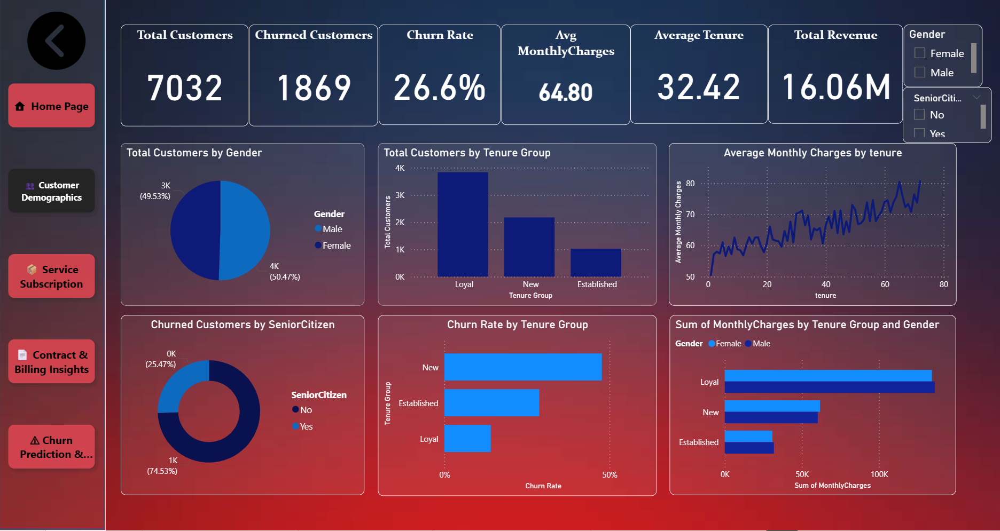 Home Page
Customer
Demographics
Service
Subscription
Contract &
Billing Insights
Churn
Prediction &...
Total Customers
7032
Churned Customers
1869
Churn Rate
26.6%
Avg
MonthlyCharges
64.80
Average Tenure
32.42
Total Revenue
16.06M
Gender
Female
Male
SeniorCiti...
No
Yes
Total Customers by Gender
3K
(49.53%)
4K
(50.47%)
Gender
Male
Female
Total Customers by Tenure Group
Total Customers
4K
3K
2K
1K
0K
Loyal New Established
Tenure Group
Average Monthly Charges by tenure
Average Monthly Charges
80
70
60
50
0 20 40 60 80
tenure
Churned Customers by SeniorCitizen
0K
(25.47%)
1K
(74.53%)
SeniorCitizen
No
Yes
Churn Rate by Tenure Group
Tenure Group
New
Established
Loyal
0% 50%
Churn Rate
Sum of MonthlyCharges by Tenure Group and Gender
Gender Female Male
Loyal
New
Established
0K 50K 100K
Sum of MonthlyCharges